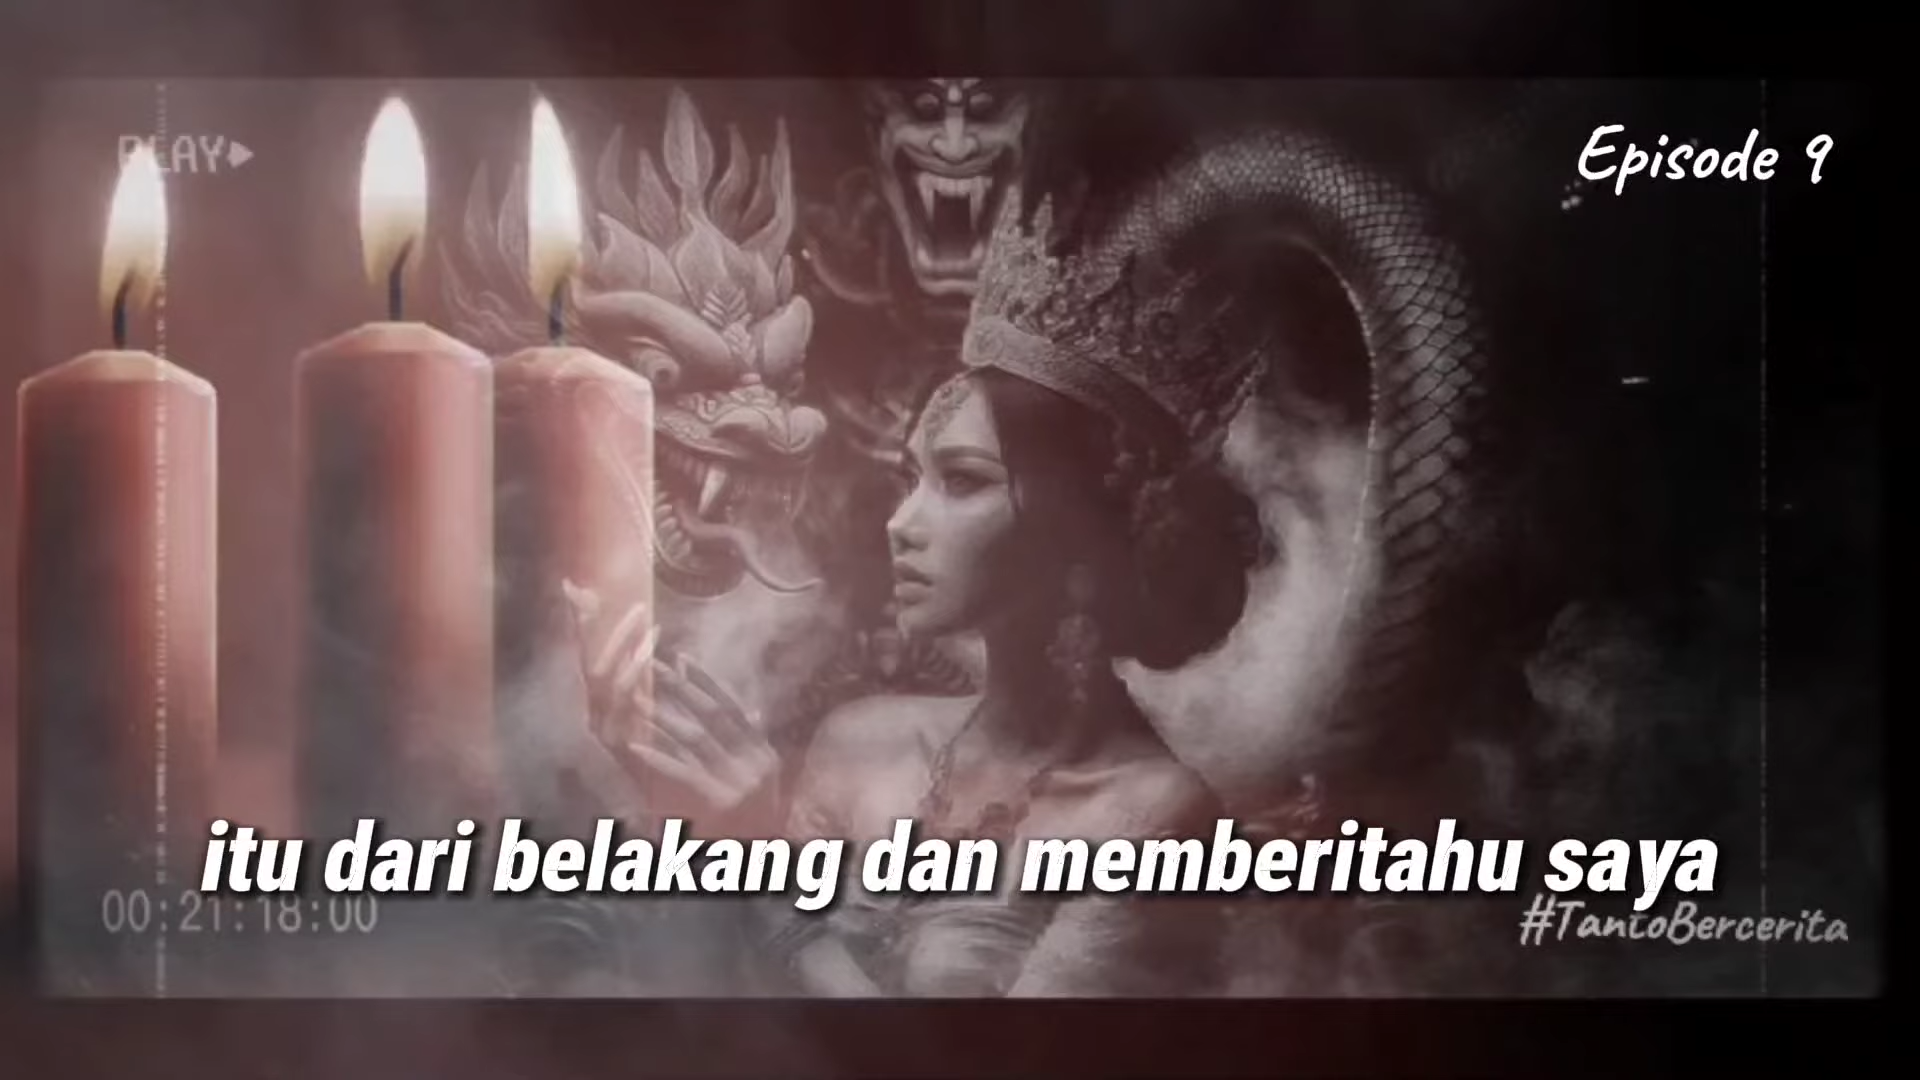 PLAY
Episode 9
itu dari belakang dan memberitahu saya
00:21:18:00
#TantoBercerita